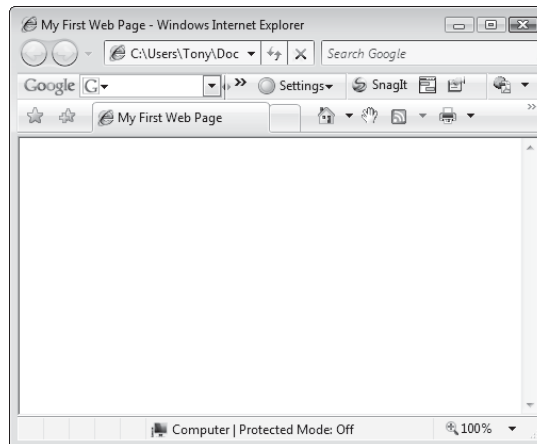 My First Web Page - Windows Internet Explorer
C:\Users\Tony\Doc
Search Google
Google G
Settings
SnagIt
My First Web Page
Computer | Protected Mode: Off
100%